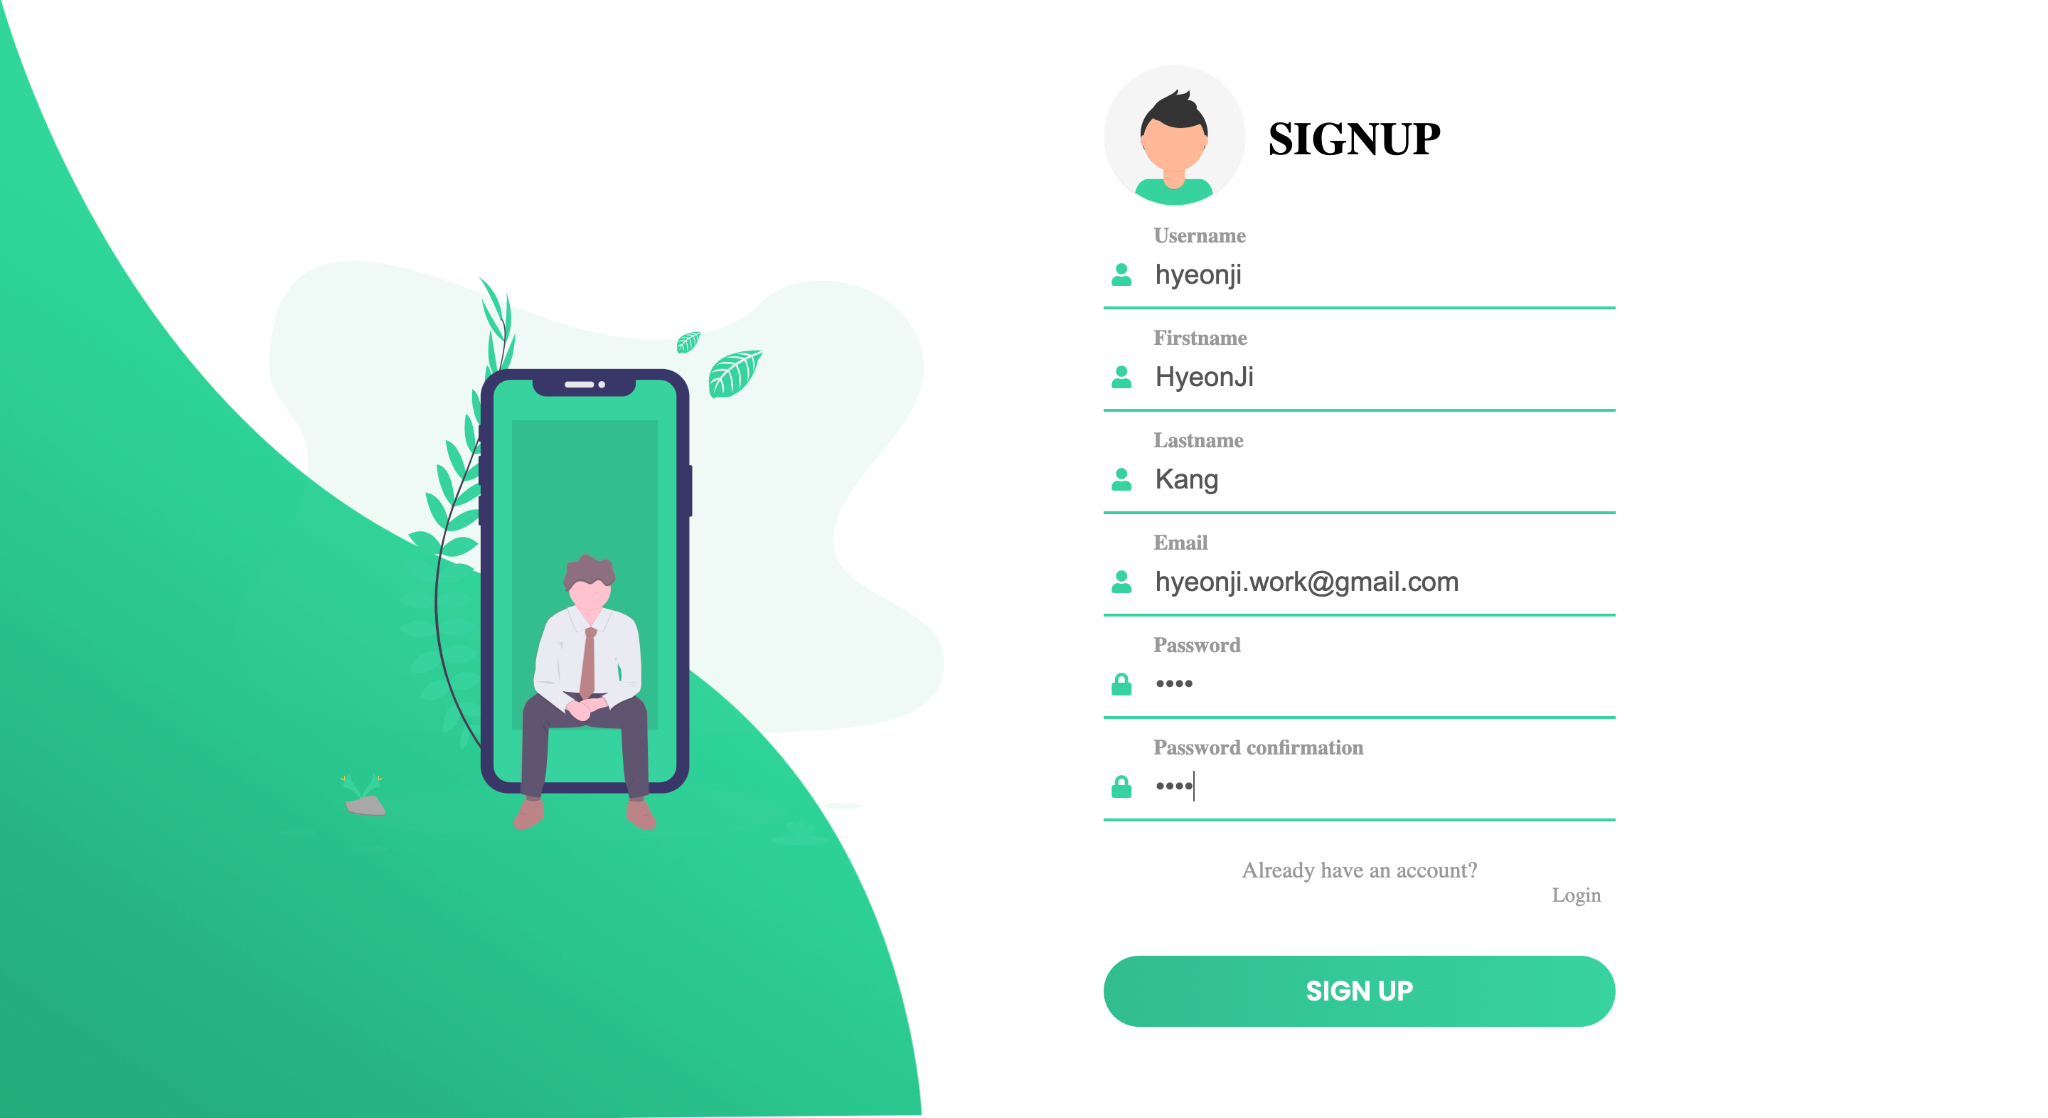 SIGNUP
Username
hyeonji
Firstname
HyeonJi
Lastname
Kang
Email
hyeonji.work@gmail.com
Password
••••
Password confirmation
••••
Already have an account?
Login
SIGN UP